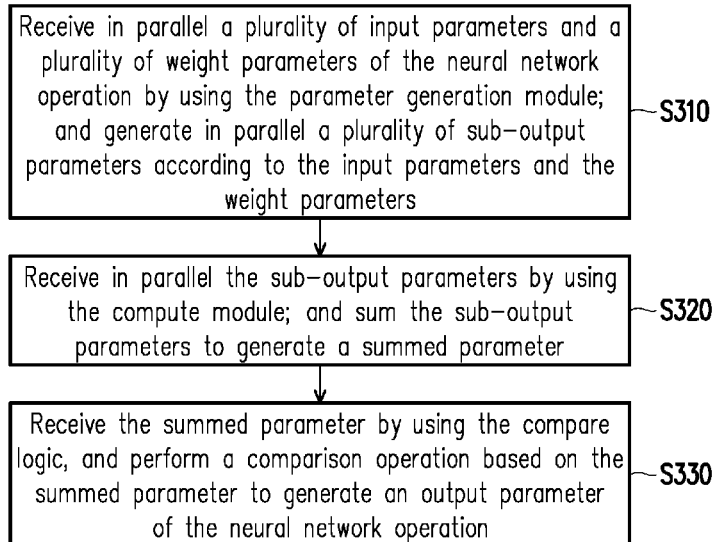 Receive in parallel a plurality of input parameters and a
plurality of weight parameters of the neural network
operation by using the parameter generation module;
and generate in parallel a plurality of sub-output
parameters according to the input parameters and the
weight parameters
S310
Receive in parallel the sub-output parameters by using
the compute module; and sum the sub-output
parameters to generate a summed parameter
S320
Receive the summed parameter by using the compare
logic, and perform a comparison operation based on the
summed parameter to generate an output parameter
of the neural network operation
S330